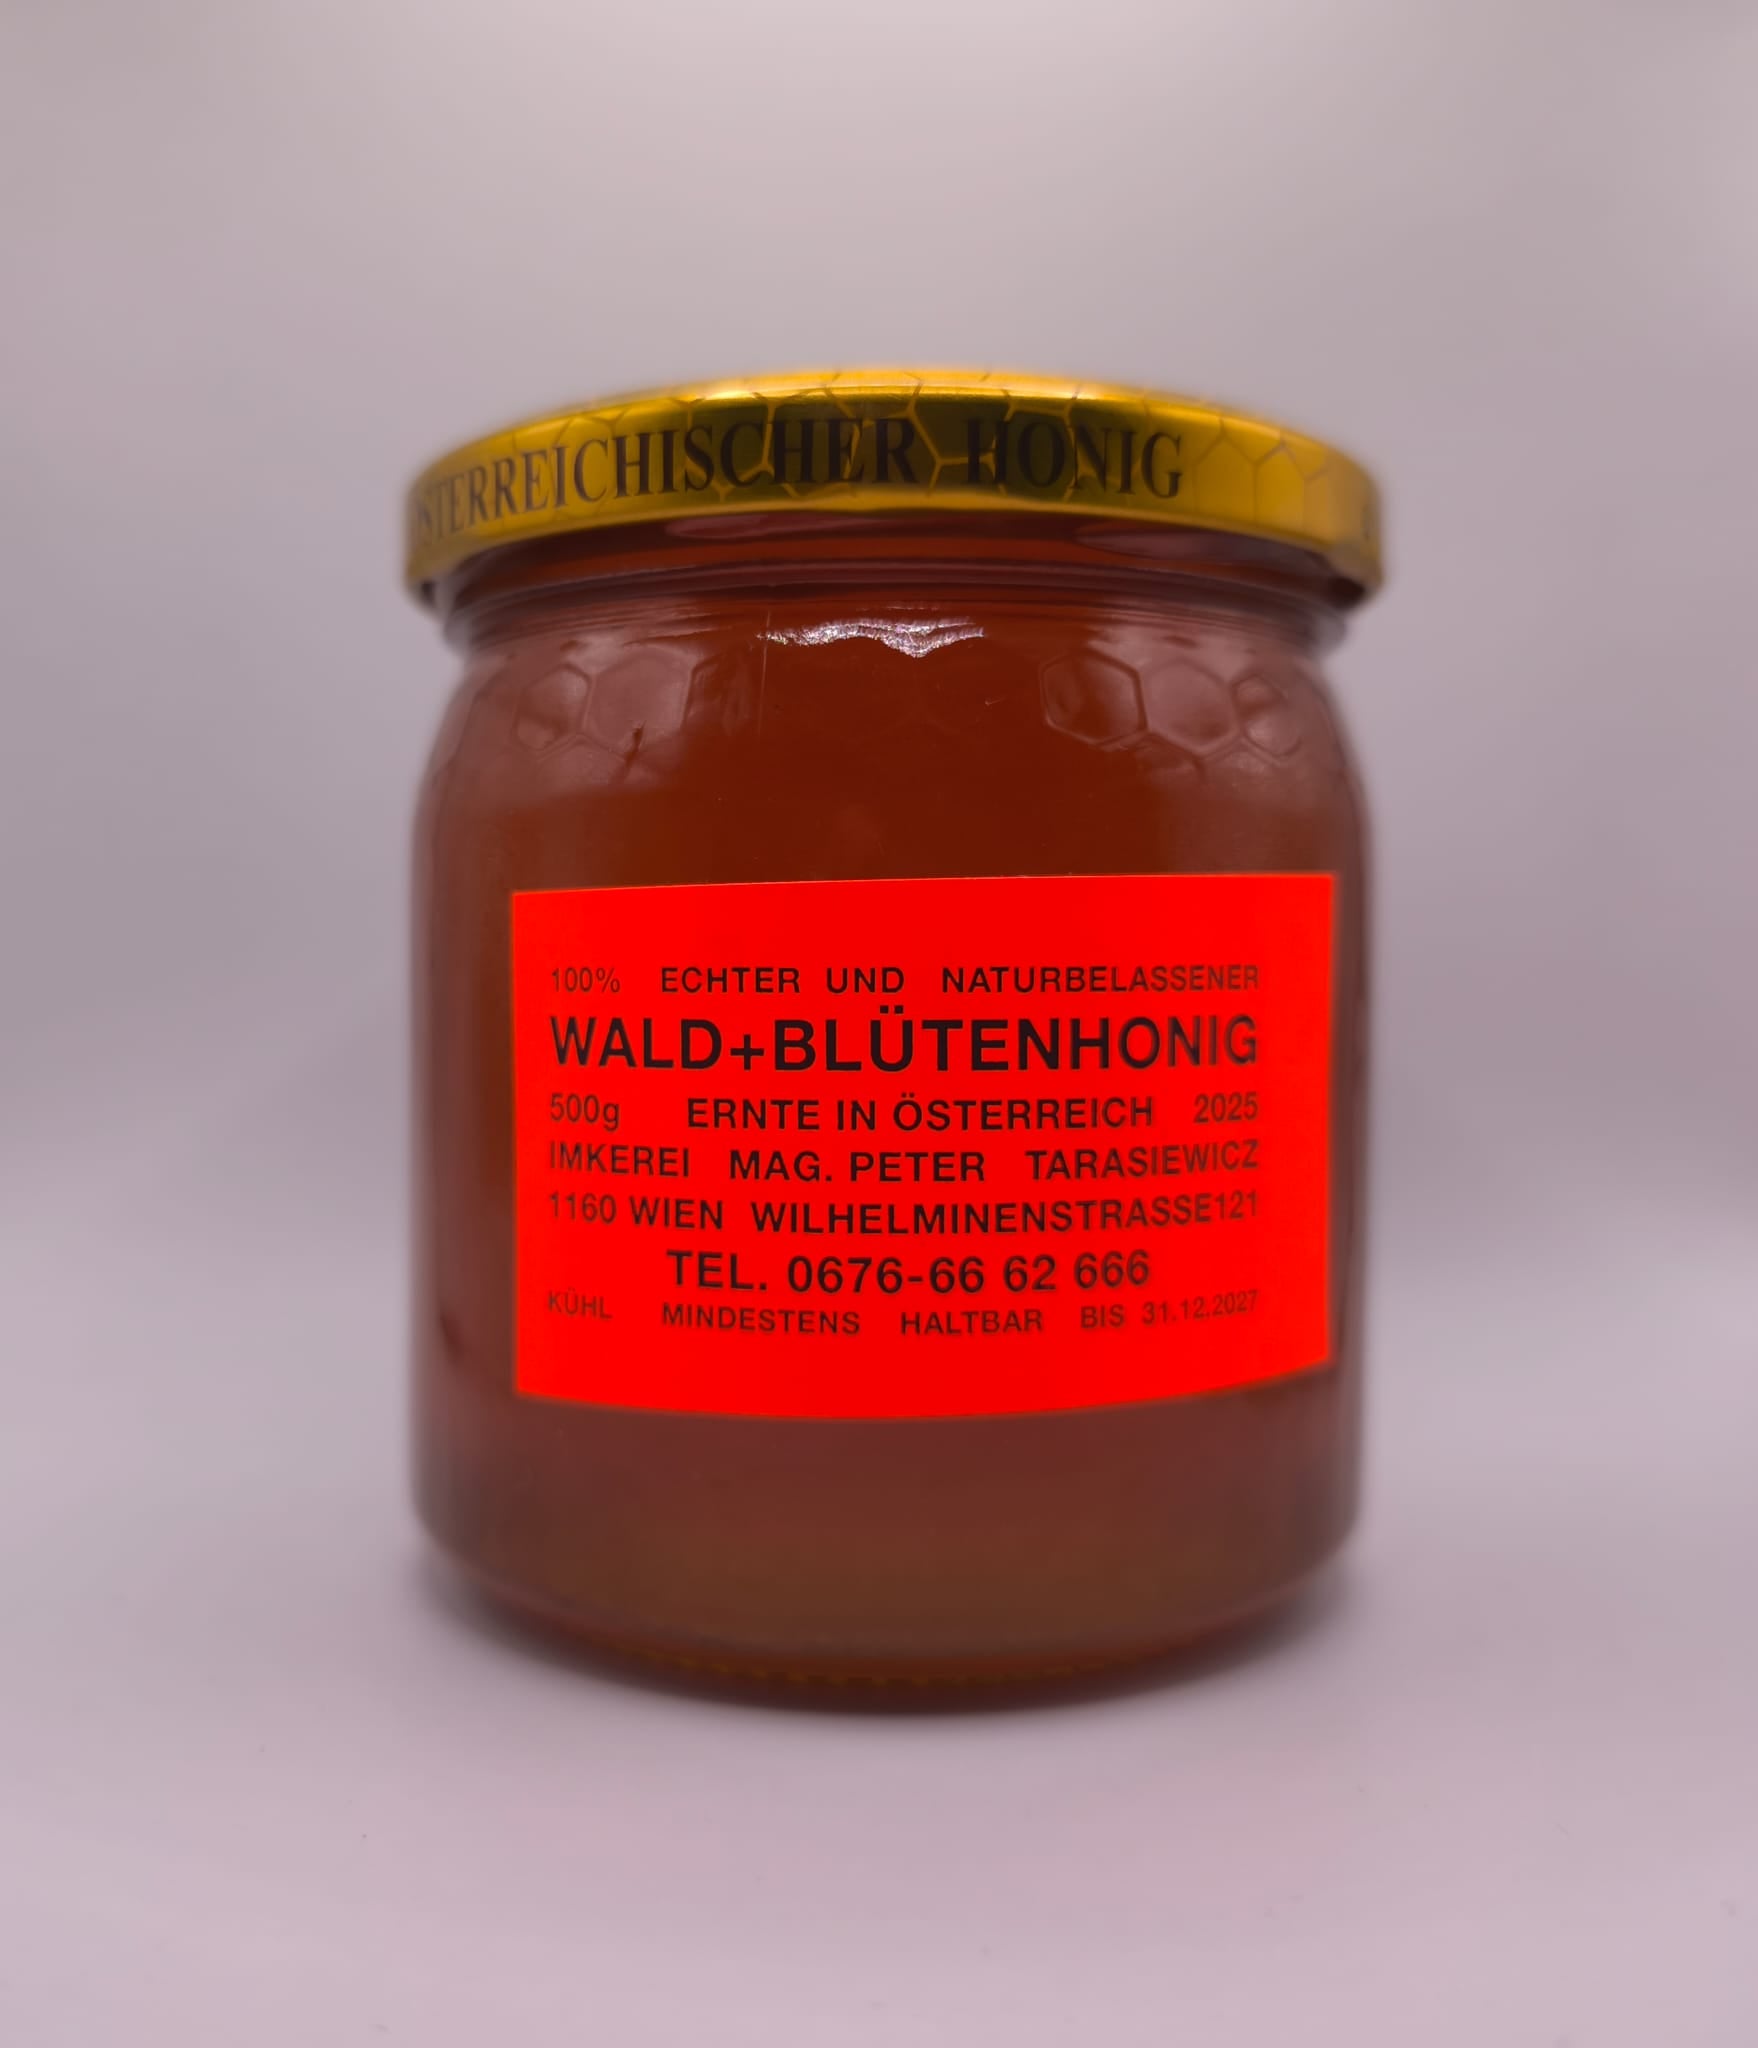 ÖSTERREICHISCHER HONIG
100% ECHTER UND NATURBELASSENER
WALD+BLÜTENHONIG
500g ERNTE IN ÖSTERREICH 2025
IMKEREI MAG. PETER TARASIEWICZ
1160 WIEN WILHELMINENSTRASSE121
TEL. 0676-66 62 666
KÜHL MINDESTENS HALTBAR BIS 31.12.2027